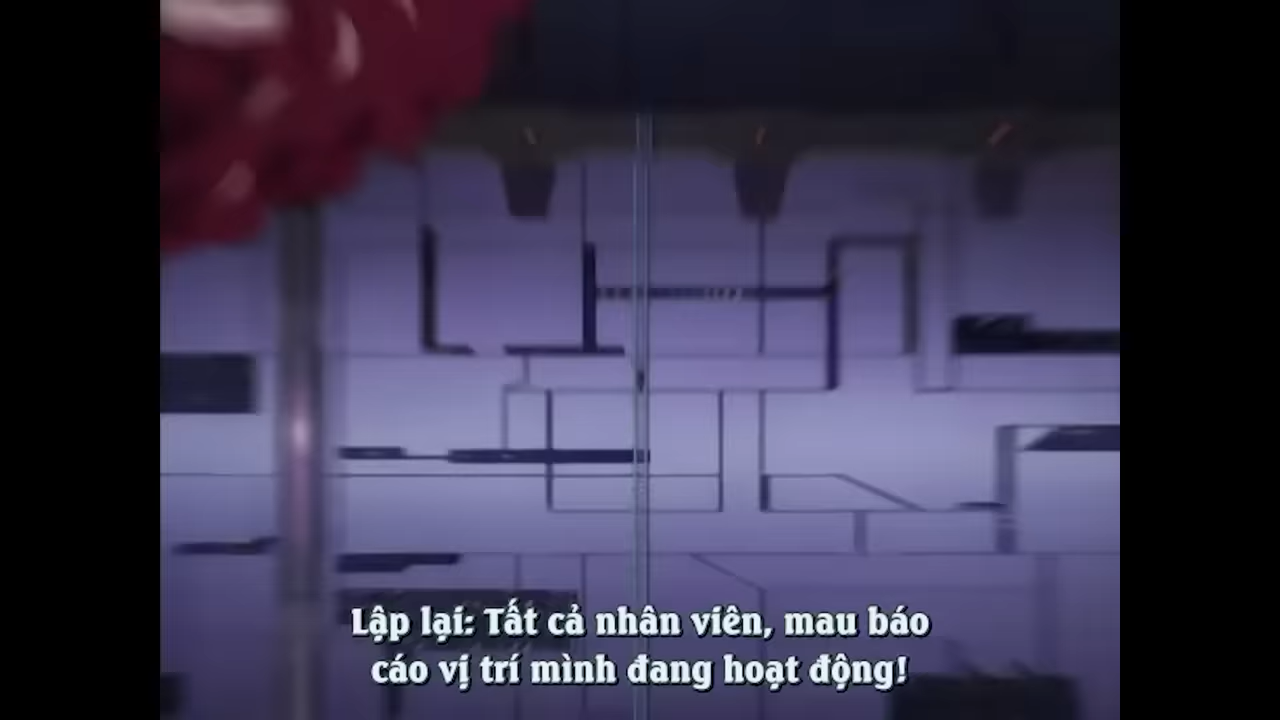 Lập lại: Tất cả nhân viên, mau báo
cáo vị trí mình đang hoạt động!